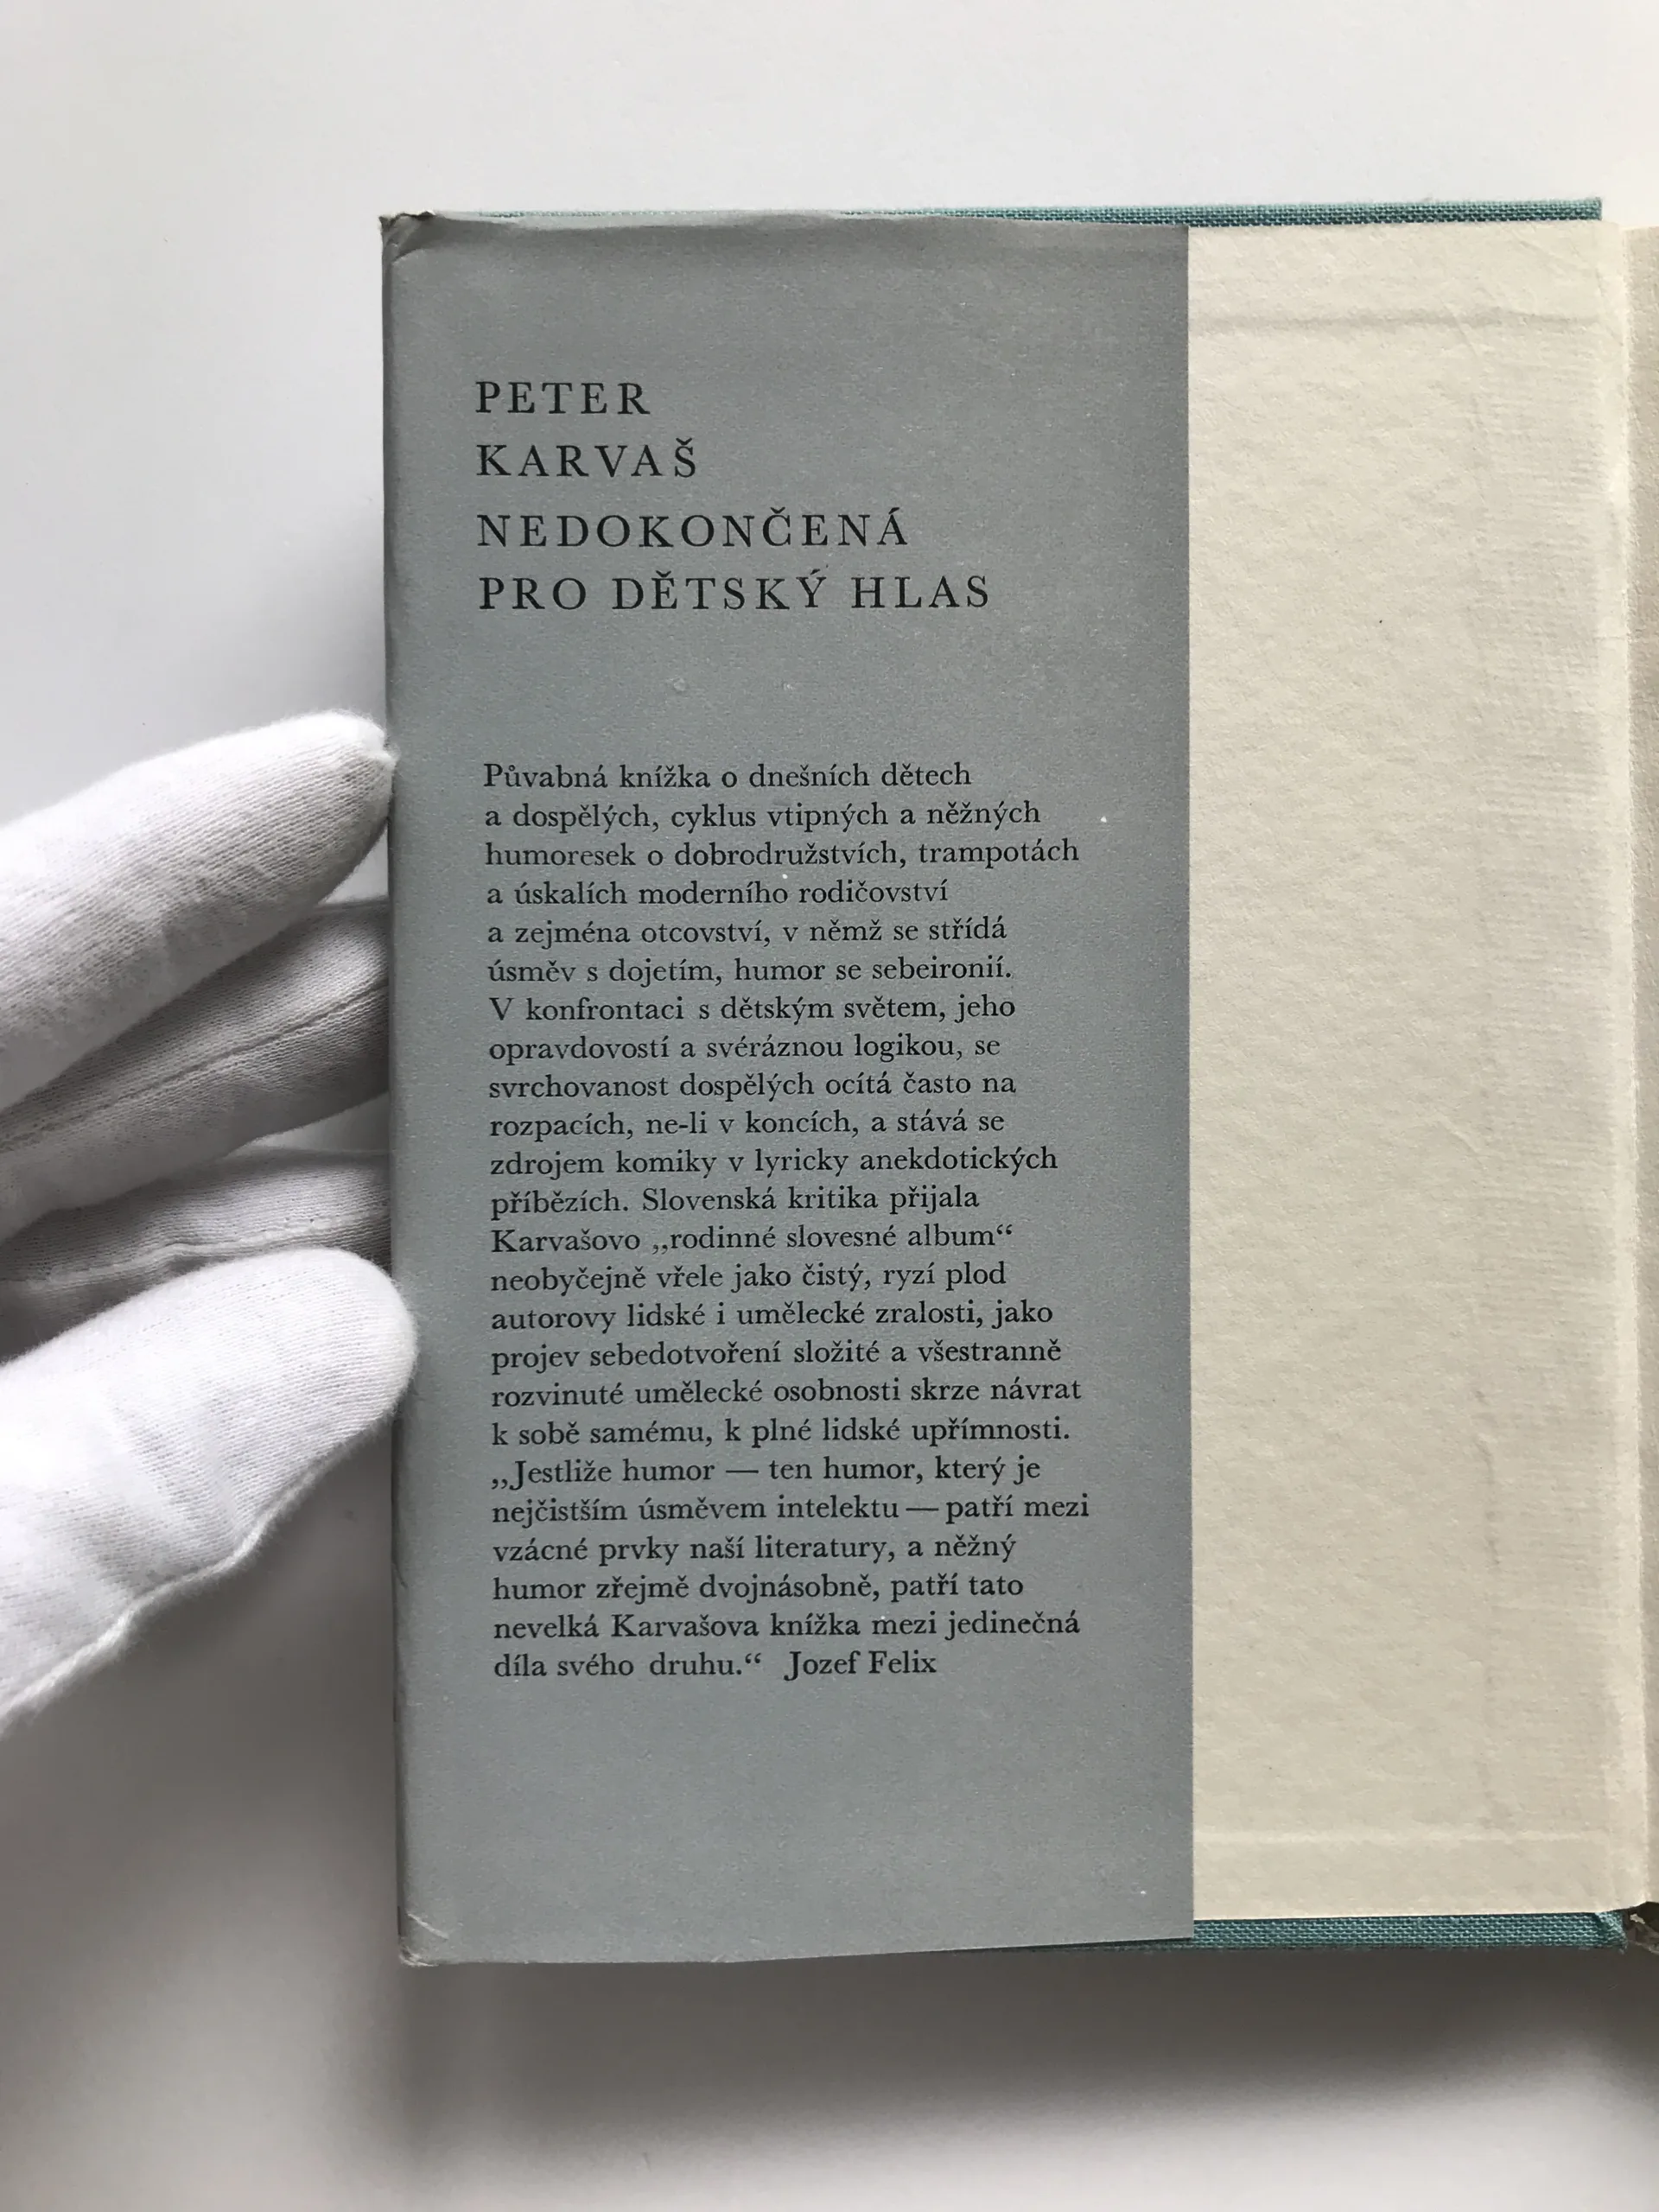 PETER
KARVAŠ
NEDOKONČENÁ
PRO DĚTSKÝ HLAS
Půvabná knížka o dnešních dětech
a dospělých, cyklus vtipných a něžných
humoresek o dobrodružstvích, trampotách
a úskalích moderního rodičovství
a zejména otcovství, v němž se střídá
úsměv s dojetím, humor se sebeironií.
V konfrontaci s dětským světem, jeho
opravdovostí a svéráznou logikou, se
svrchovanost dospělých ocítá často na
rozpacích, ne-li v koncích, a stává se
zdrojem komiky v lyricky anekdotických
příbězích. Slovenská kritika přijala
Karvašovo „rodinné slovesné album“
neobyčejně vřele jako čistý, ryzí plod
autorovy lidské i umělecké zralosti, jako
projev sebedotvoření složité a všestranně
rozvinuté umělecké osobnosti skrze návrat
k sobě samému, k plné lidské upřímnosti.
„Jestliže humor — ten humor, který je
nejčistším úsměvem intelektu — patří mezi
vzácné prvky naší literatury, a něžný
humor zřejmě dvojnásobně, patří tato
nevelká Karvašova knížka mezi jedinečná
díla svého druhu.“ Jozef Felix